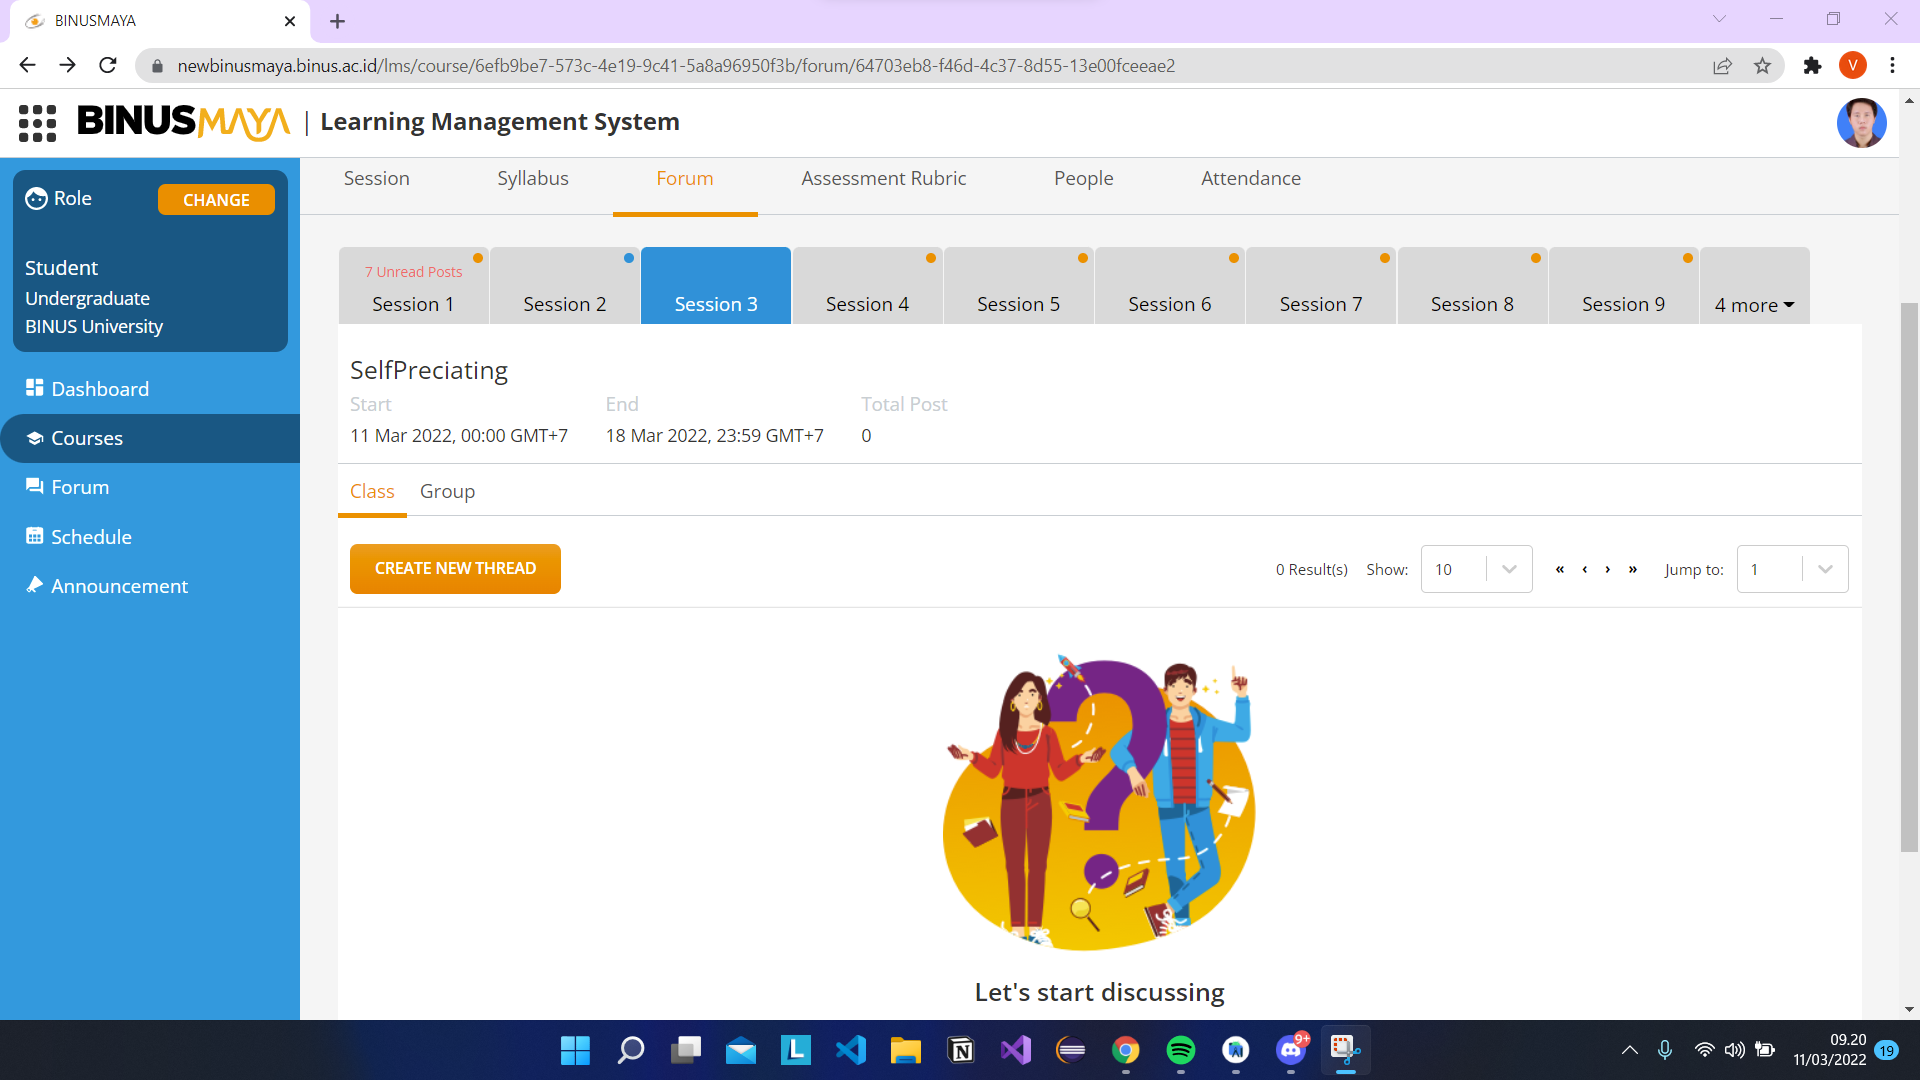 BINUSMAYA
newbinusmaya.binus.ac.id/lms/course/6efb9be7-573c-4e19-9c41-5a8a96950f3b/forum/64703eb8-f46d-4c37-8d55-13e00fceeae2
V
BINUSMAYA | Learning Management System
Role
CHANGE
Student
Undergraduate
BINUS University
Dashboard
Courses
Forum
Schedule
Announcement
Session Syllabus Forum Assessment Rubric People Attendance
7 Unread Posts
Session 1 Session 2 Session 3 Session 4 Session 5 Session 6 Session 7 Session 8 Session 9 4 more
SelfPreciating
Start End Total Post
11 Mar 2022, 00:00 GMT+7 18 Mar 2022, 23:59 GMT+7 0
Class Group
CREATE NEW THREAD 0 Result(s) Show: 10 « ‹ › » Jump to: 1
Let's start discussing
L
N
9+
09.20
11/03/2022
19